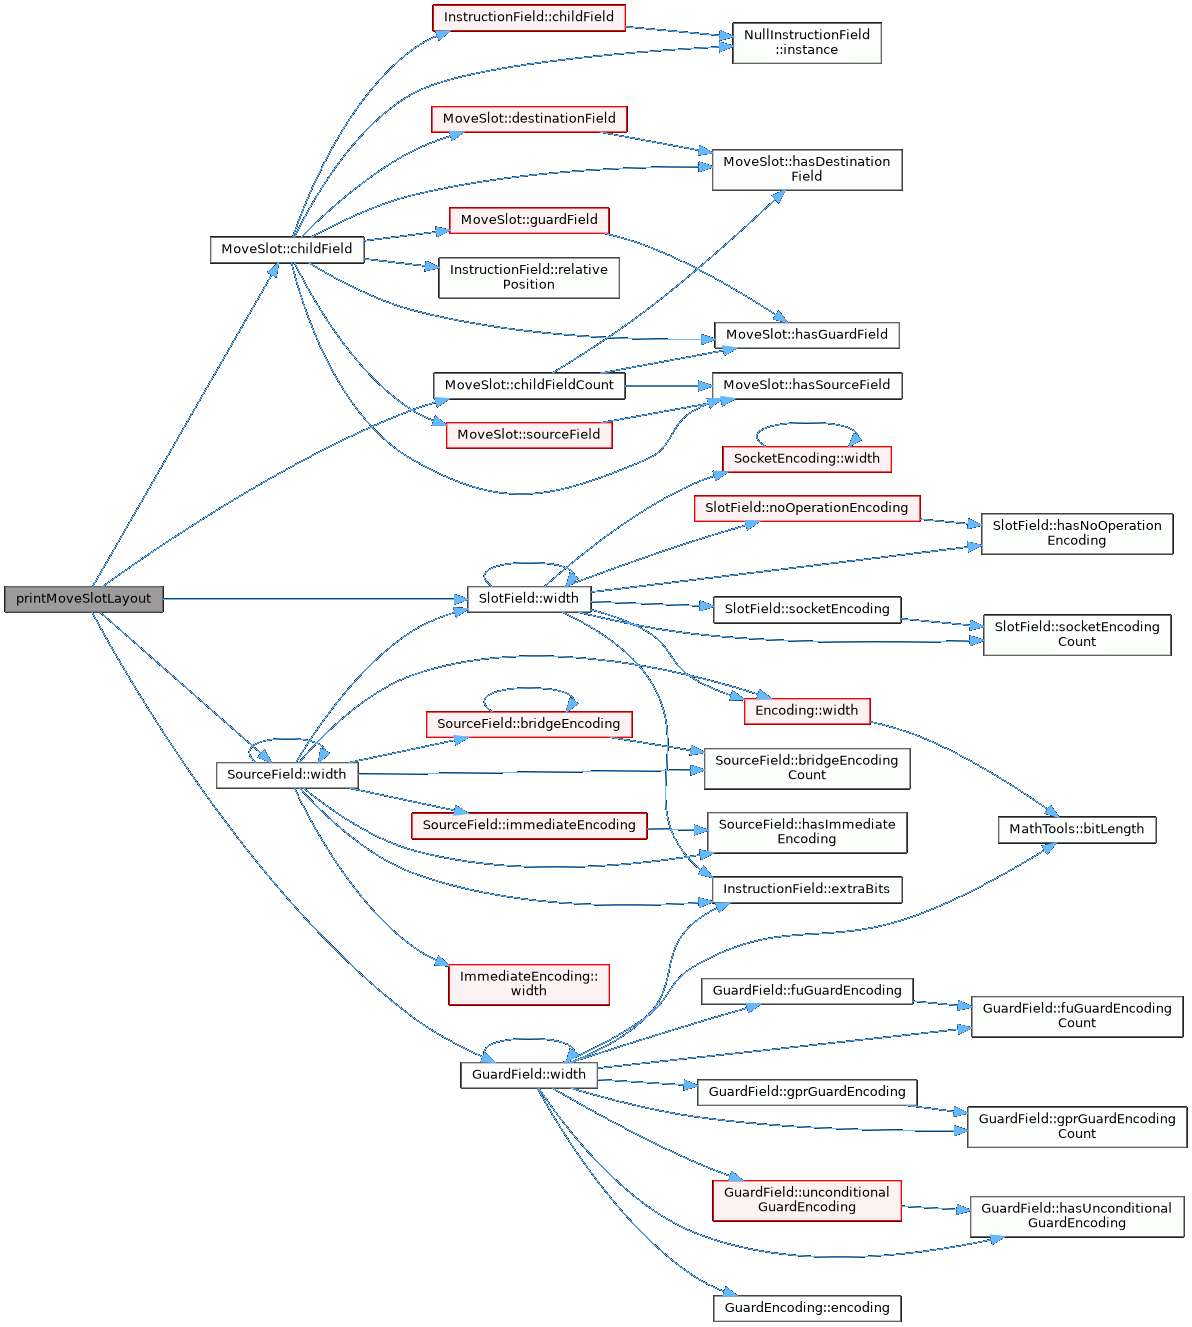 InstructionField::childField
NullInstructionField
::instance
MoveSlot::destinationField
MoveSlot::hasDestination
Field
MoveSlot::guardField
MoveSlot::childField
InstructionField::relative
Position
MoveSlot::hasGuardField
MoveSlot::childFieldCount
MoveSlot::hasSourceField
MoveSlot::sourceField
SocketEncoding::width
SlotField::noOperationEncoding
SlotField::hasNoOperation
Encoding
printMoveSlotLayout
SlotField::width
SlotField::socketEncoding
SlotField::socketEncoding
Count
Encoding::width
SourceField::bridgeEncoding
SourceField::width
SourceField::bridgeEncoding
Count
SourceField::immediateEncoding
SourceField::hasImmediate
Encoding
MathTools::bitLength
InstructionField::extraBits
ImmediateEncoding::
width
GuardField::fuGuardEncoding
GuardField::fuGuardEncoding
Count
GuardField::width
GuardField::gprGuardEncoding
GuardField::gprGuardEncoding
Count
GuardField::unconditional
GuardEncoding
GuardField::hasUnconditional
GuardEncoding
GuardEncoding::encoding